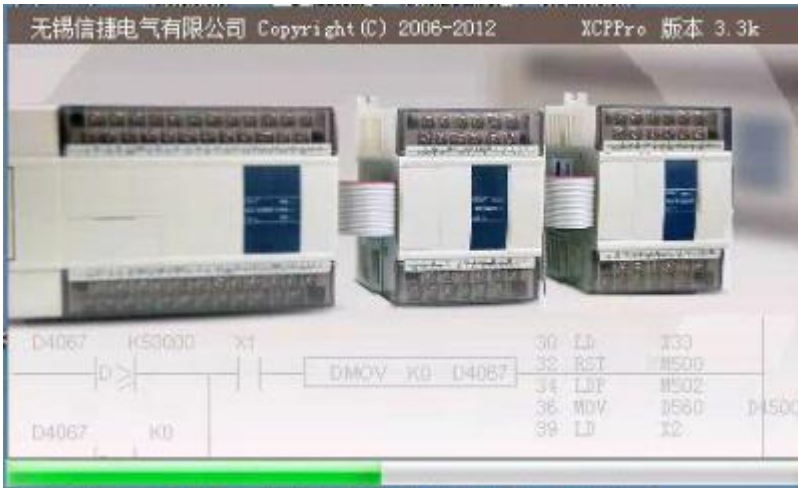 无锡信捷电气有限公司 Copyright(C) 2006-2012 XCPPro 版本 3.3k
D4067 K53000 X1 30 LD X33
D≥ DMOV K0 D4067 32 RST M500
34 LDP M502
36 MOV D560 D4500
D4067 K0 39 LD X2